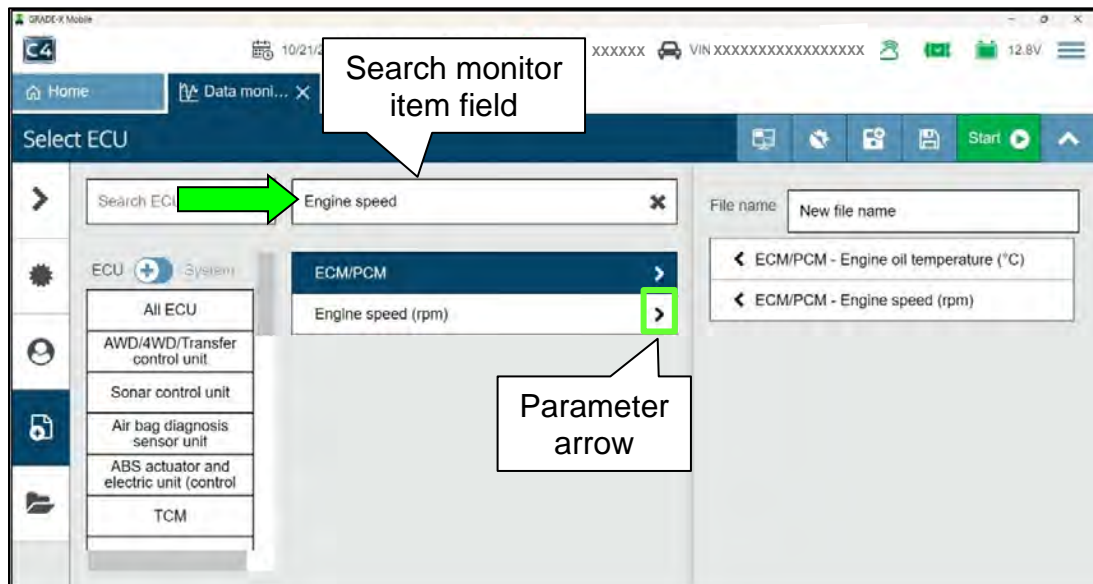 GRADE-X Mobile
C4
10/21/2
xxxxxx
VIN XXXXXXXXXXXXXXXXX
12.8V
Home
Data moni...
Search monitor
item field
Select ECU
Start
Search EC
Engine speed
File name
New file name
ECU
System
ECM/PCM
Engine speed (rpm)
ECM/PCM - Engine oil temperature (°C)
ECM/PCM - Engine speed (rpm)
All ECU
AWD/4WD/Transfer
control unit
Sonar control unit
Air bag diagnosis
sensor unit
ABS actuator and
electric unit (control
TCM
Parameter
arrow